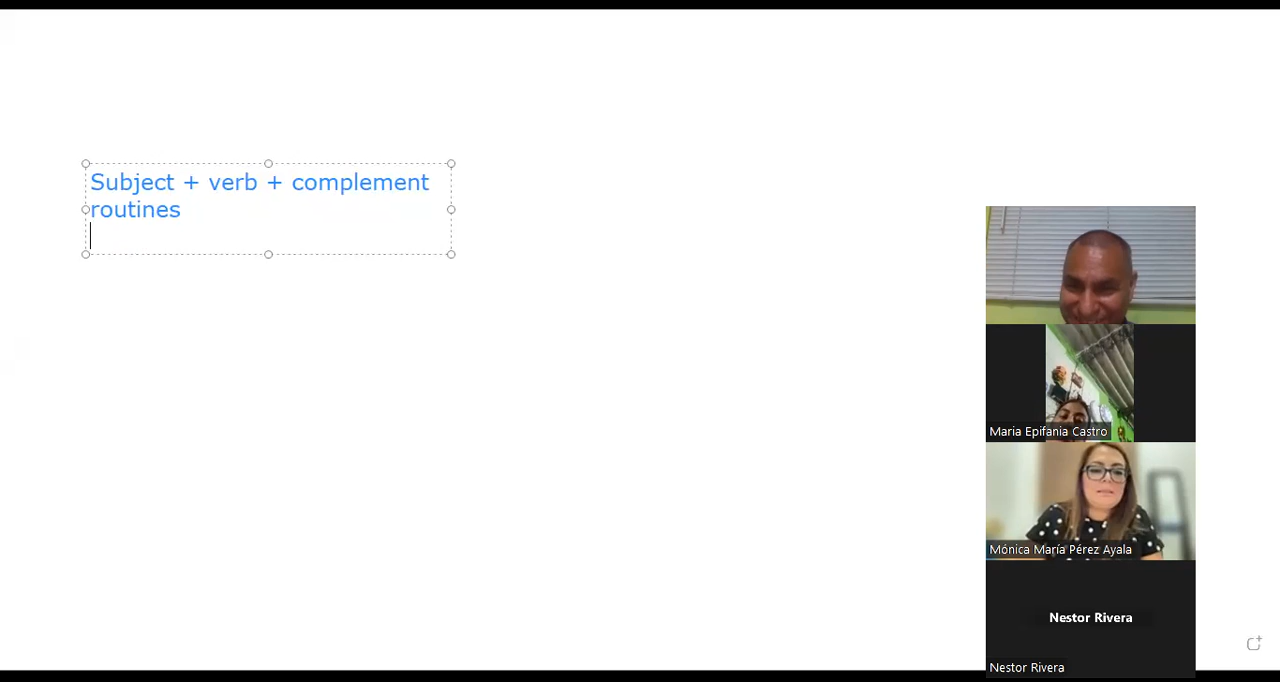 Subject + verb + complement
routines
Maria Epifania Castro
Mónica María Pérez Ayala
Nestor Rivera
Nestor Rivera